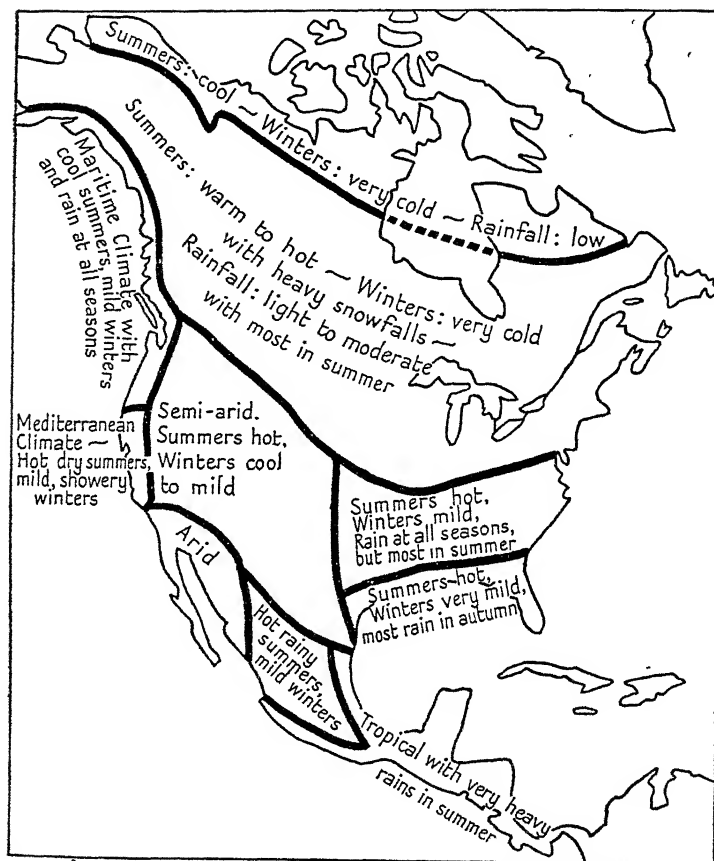 Summers: cool ~ Winters: very cold ~ Rainfall: low
Summers: warm to hot ~ Winters: very cold
with heavy snowfalls ~
Rainfall: light to moderate
with most in summer
Maritime Climate with
cool summers, mild winters
and rain at all
seasons
Mediterranean
Climate ~
Hot dry summers,
mild, showery
winters
Semi-arid.
Summers hot,
Winters cool
to mild
Summers hot,
Winters mild,
Rain at all seasons,
but most in summer
Summers hot,
Winters very mild,
most rain in autumn
Arid
Hot rainy
summers,
mild winters
Tropical with very heavy
rains in summer